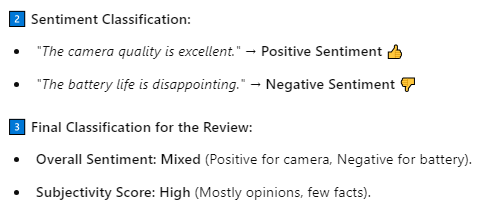 2️⃣ Sentiment Classification:
• "The camera quality is excellent." → Positive Sentiment 👍
• "The battery life is disappointing." → Negative Sentiment 👎
3️⃣ Final Classification for the Review:
• Overall Sentiment: Mixed (Positive for camera, Negative for battery).
• Subjectivity Score: High (Mostly opinions, few facts).